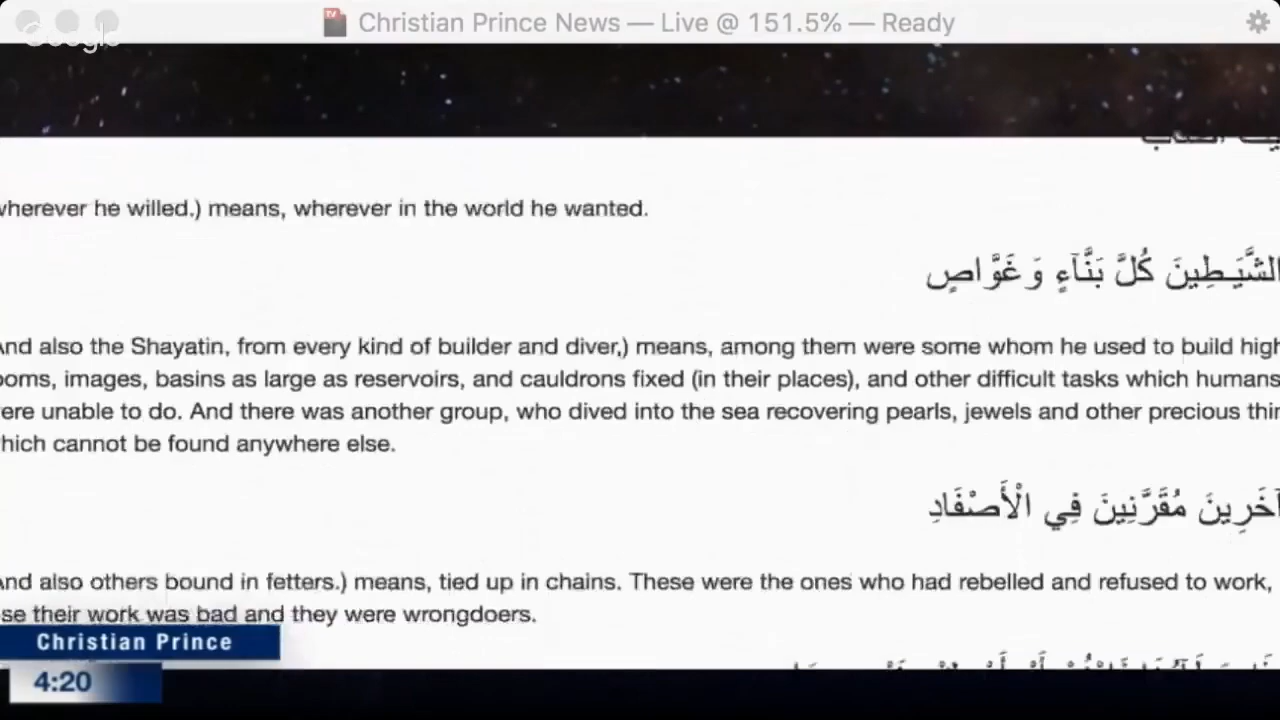 Christian Prince News — Live @ 151.5% — Ready
Google
wherever he willed.) means, wherever in the world he wanted.
الشَّيَـطِينَ كُلَّ بَنَّآءٍ وَغَوَّاصٍ
And also the Shayatin, from every kind of builder and diver,) means, among them were some whom he used to build high
ooms, images, basins as large as reservoirs, and cauldrons fixed (in their places), and other difficult tasks which humans
ere unable to do. And there was another group, who dived into the sea recovering pearls, jewels and other precious thin
hich cannot be found anywhere else.
آخَرِينَ مُقَرَّنِينَ فِي الْأَصْفَادِ
And also others bound in fetters.) means, tied up in chains. These were the ones who had rebelled and refused to work,
se their work was bad and they were wrongdoers.
Christian Prince
4:20